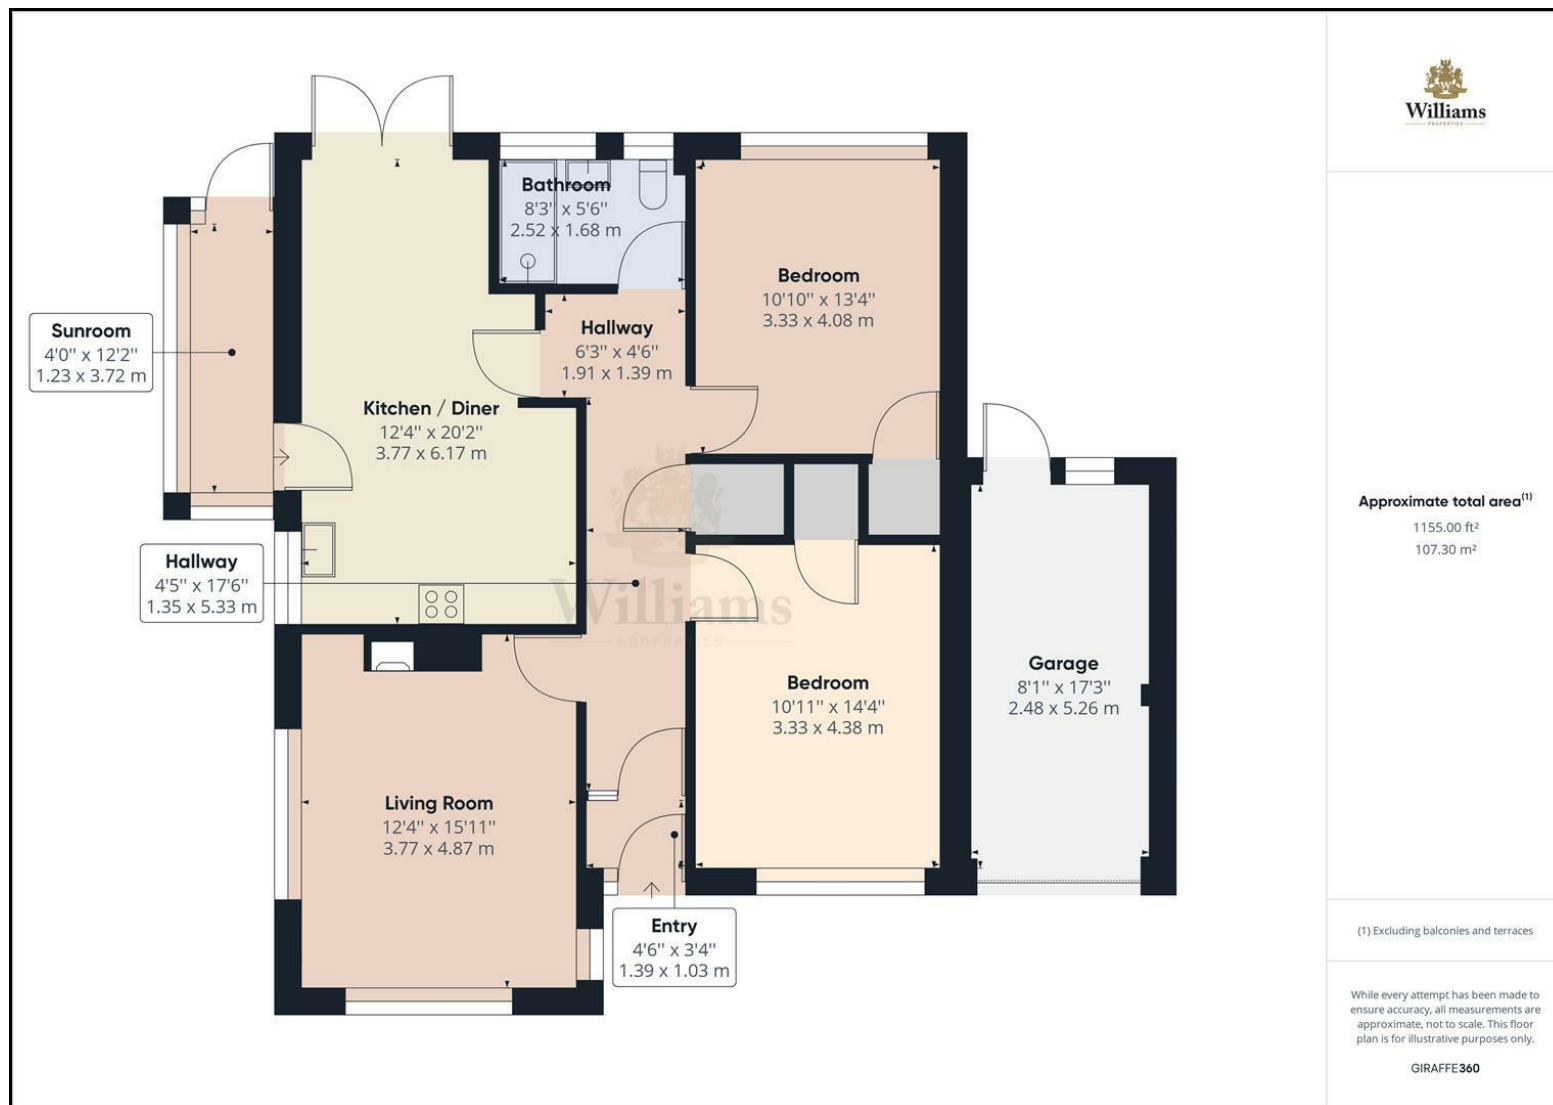 Bathroom
8'3" x 5'6"
2.52 x 1.68 m
Bedroom
10'10" x 13'4"
3.33 x 4.08 m
Hallway
6'3" x 4'6"
1.91 x 1.39 m
Sunroom
4'0" x 12'2"
1.23 x 3.72 m
Kitchen / Diner
12'4" x 20'2"
3.77 x 6.17 m
Hallway
4'5" x 17'6"
1.35 x 5.33 m
Williams
PROPERTIES
Bedroom
10'11" x 14'4"
3.33 x 4.38 m
Garage
8'1" x 17'3"
2.48 x 5.26 m
Living Room
12'4" x 15'11"
3.77 x 4.87 m
Entry
4'6" x 3'4"
1.39 x 1.03 m
Williams
PROPERTIES
Approximate total area(1)
1155.00 ft²
107.30 m²
(1) Excluding balconies and terraces
While every attempt has been made to
ensure accuracy, all measurements are
approximate, not to scale. This floor
plan is for illustrative purposes only.
GIRAFFE360